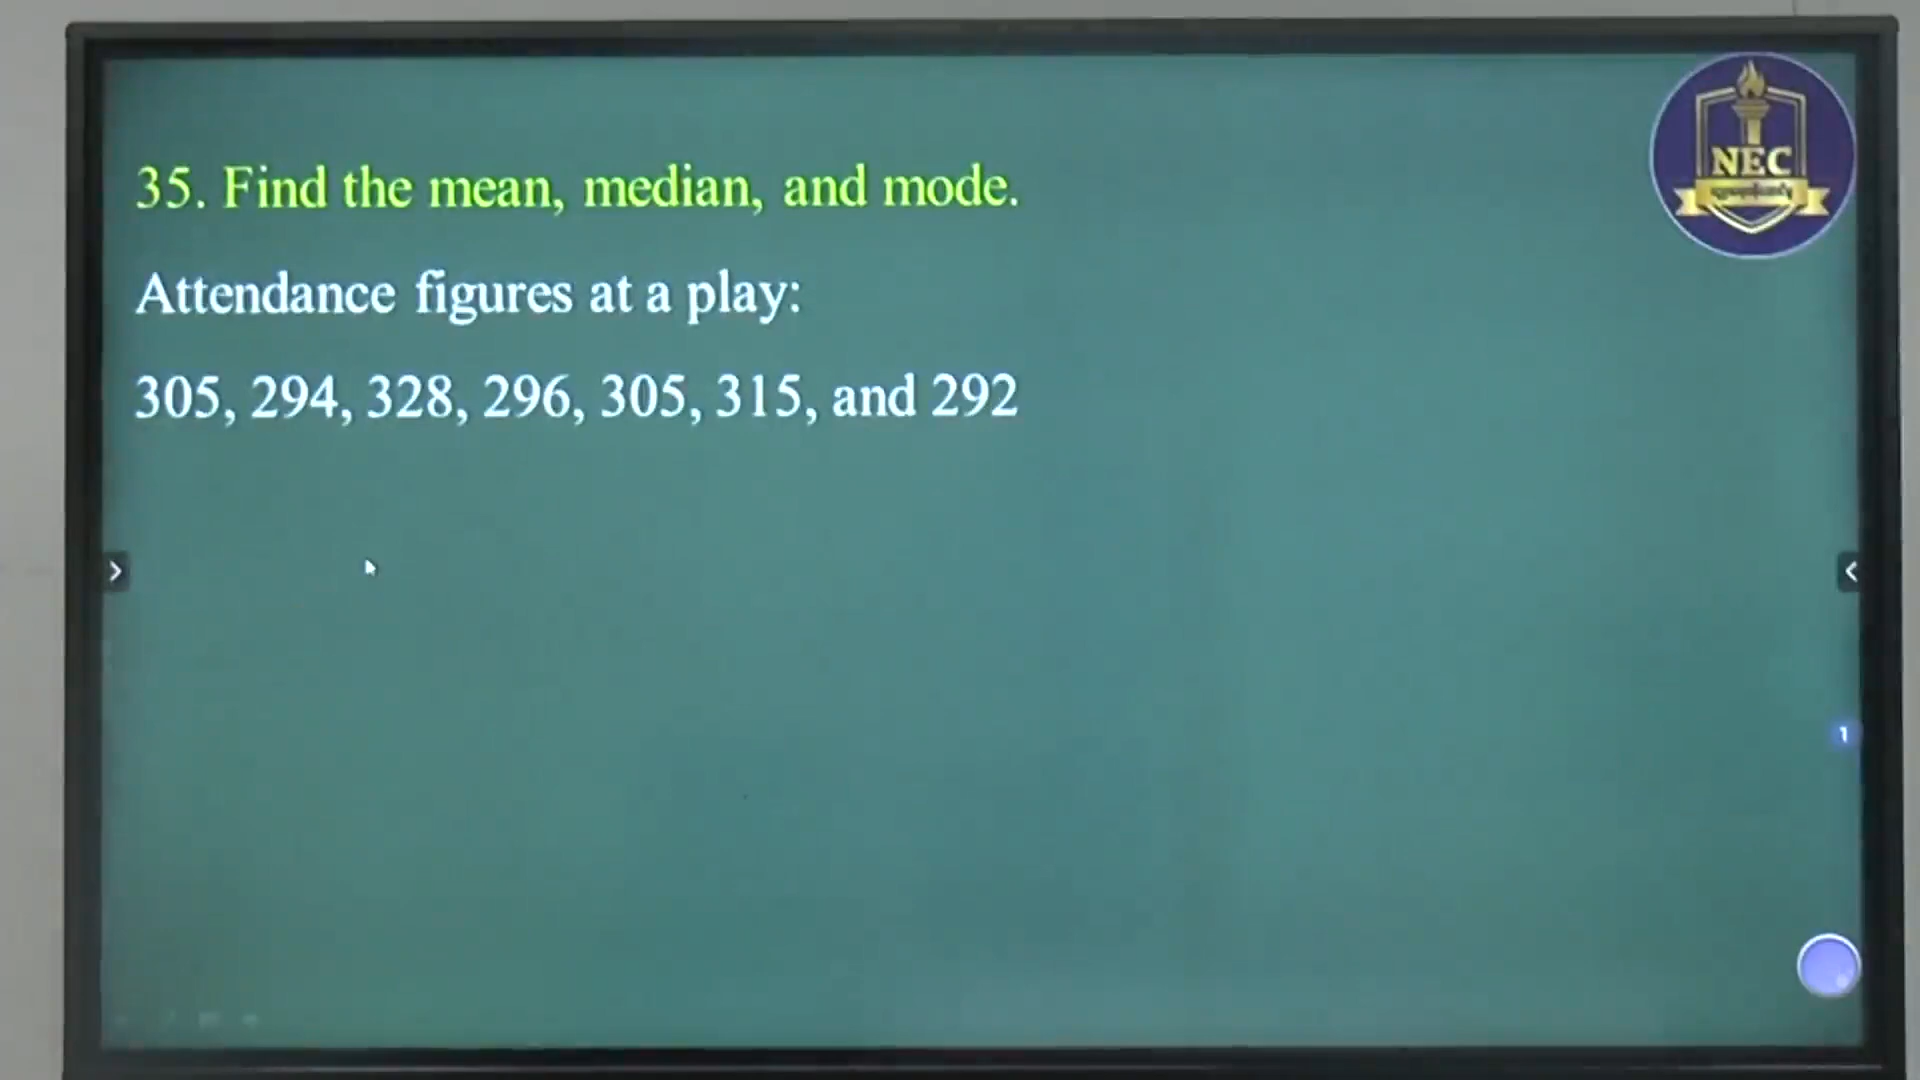 35. Find the mean, median, and mode.
Attendance figures at a play:
305, 294, 328, 296, 305, 315, and 292
NEC
1